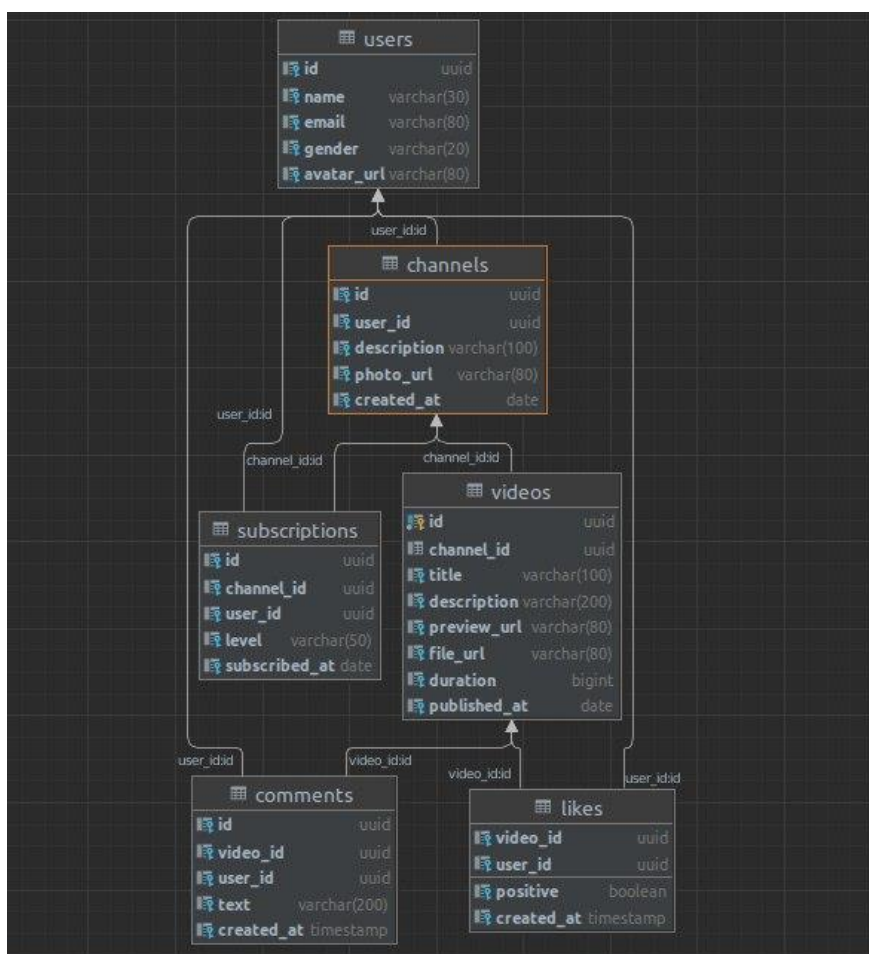 users
id uuid
name varchar(30)
email varchar(80)
gender varchar(20)
avatar_url varchar(80)
user_id:id
channels
id uuid
user_id uuid
description varchar(100)
photo_url varchar(80)
created_at date
user_id:id
channel_id:id
channel_id:id
videos
id uuid
channel_id uuid
title varchar(100)
description varchar(200)
preview_url varchar(80)
file_url varchar(80)
duration bigint
published_at date
subscriptions
id uuid
channel_id uuid
user_id uuid
level varchar(50)
subscribed_at date
user_id:id
video_id:id
video_id:id
user_id:id
comments
id uuid
video_id uuid
user_id uuid
text varchar(200)
created_at timestamp
likes
video_id uuid
user_id uuid
positive boolean
created_at timestamp